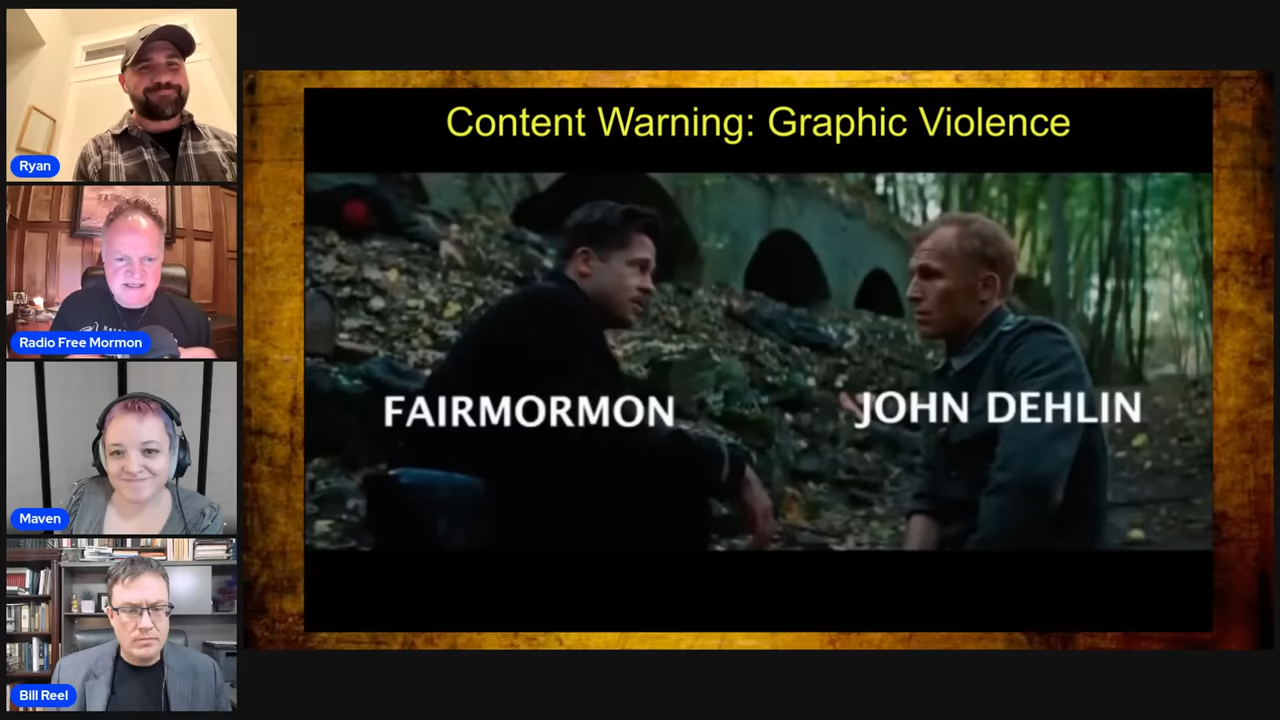 Content Warning: Graphic Violence
FAIRMORMON
JOHN DEHLIN
Ryan
Radio Free Mormon
Maven
Bill Reel